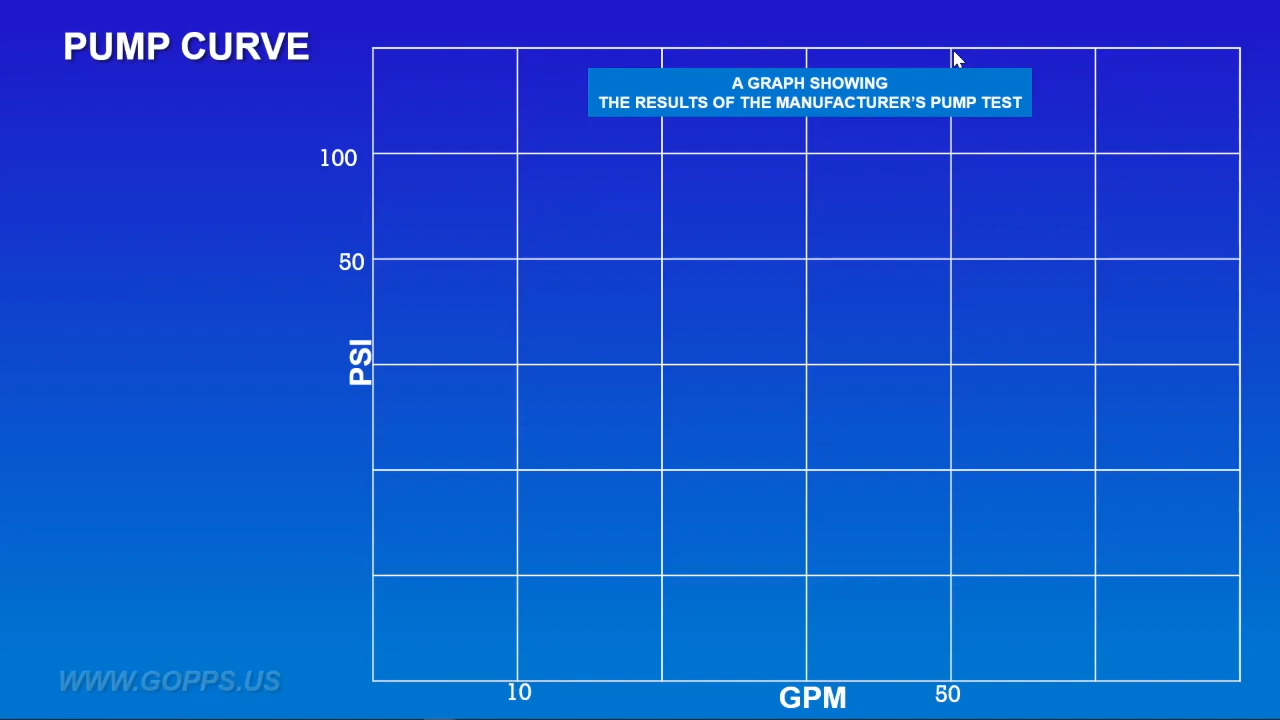 PUMP CURVE
A GRAPH SHOWING
THE RESULTS OF THE MANUFACTURER’S PUMP TEST
100
50
PSI
10
GPM
50
WWW.GOPPS.US